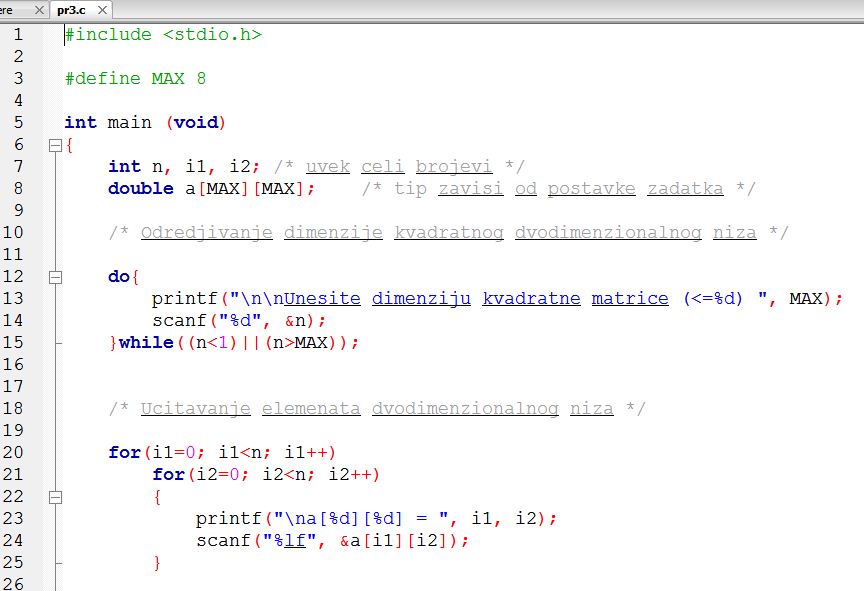 ere
pr3.c
1 #include <stdio.h>
2
3 #define MAX 8
4
5 int main (void)
6 {
7     int n, i1, i2; /* uvek celi brojevi */
8     double a[MAX][MAX];    /* tip zavisi od postavke zadatka */
9
10     /* Odredjivanje dimenzije kvadratnog dvodimenzionalnog niza */
11
12     do{
13         printf("\n\nUnesite dimenziju kvadratne matrice (<=%d) ", MAX);
14         scanf("%d", &n);
15     }while((n<1)||(n>MAX));
16
17
18     /* Ucitavanje elemenata dvodimenzionalnog niza */
19
20     for(i1=0; i1<n; i1++)
21         for(i2=0; i2<n; i2++)
22         {
23             printf("\na[%d][%d] = ", i1, i2);
24             scanf("%lf", &a[i1][i2]);
25         }
26